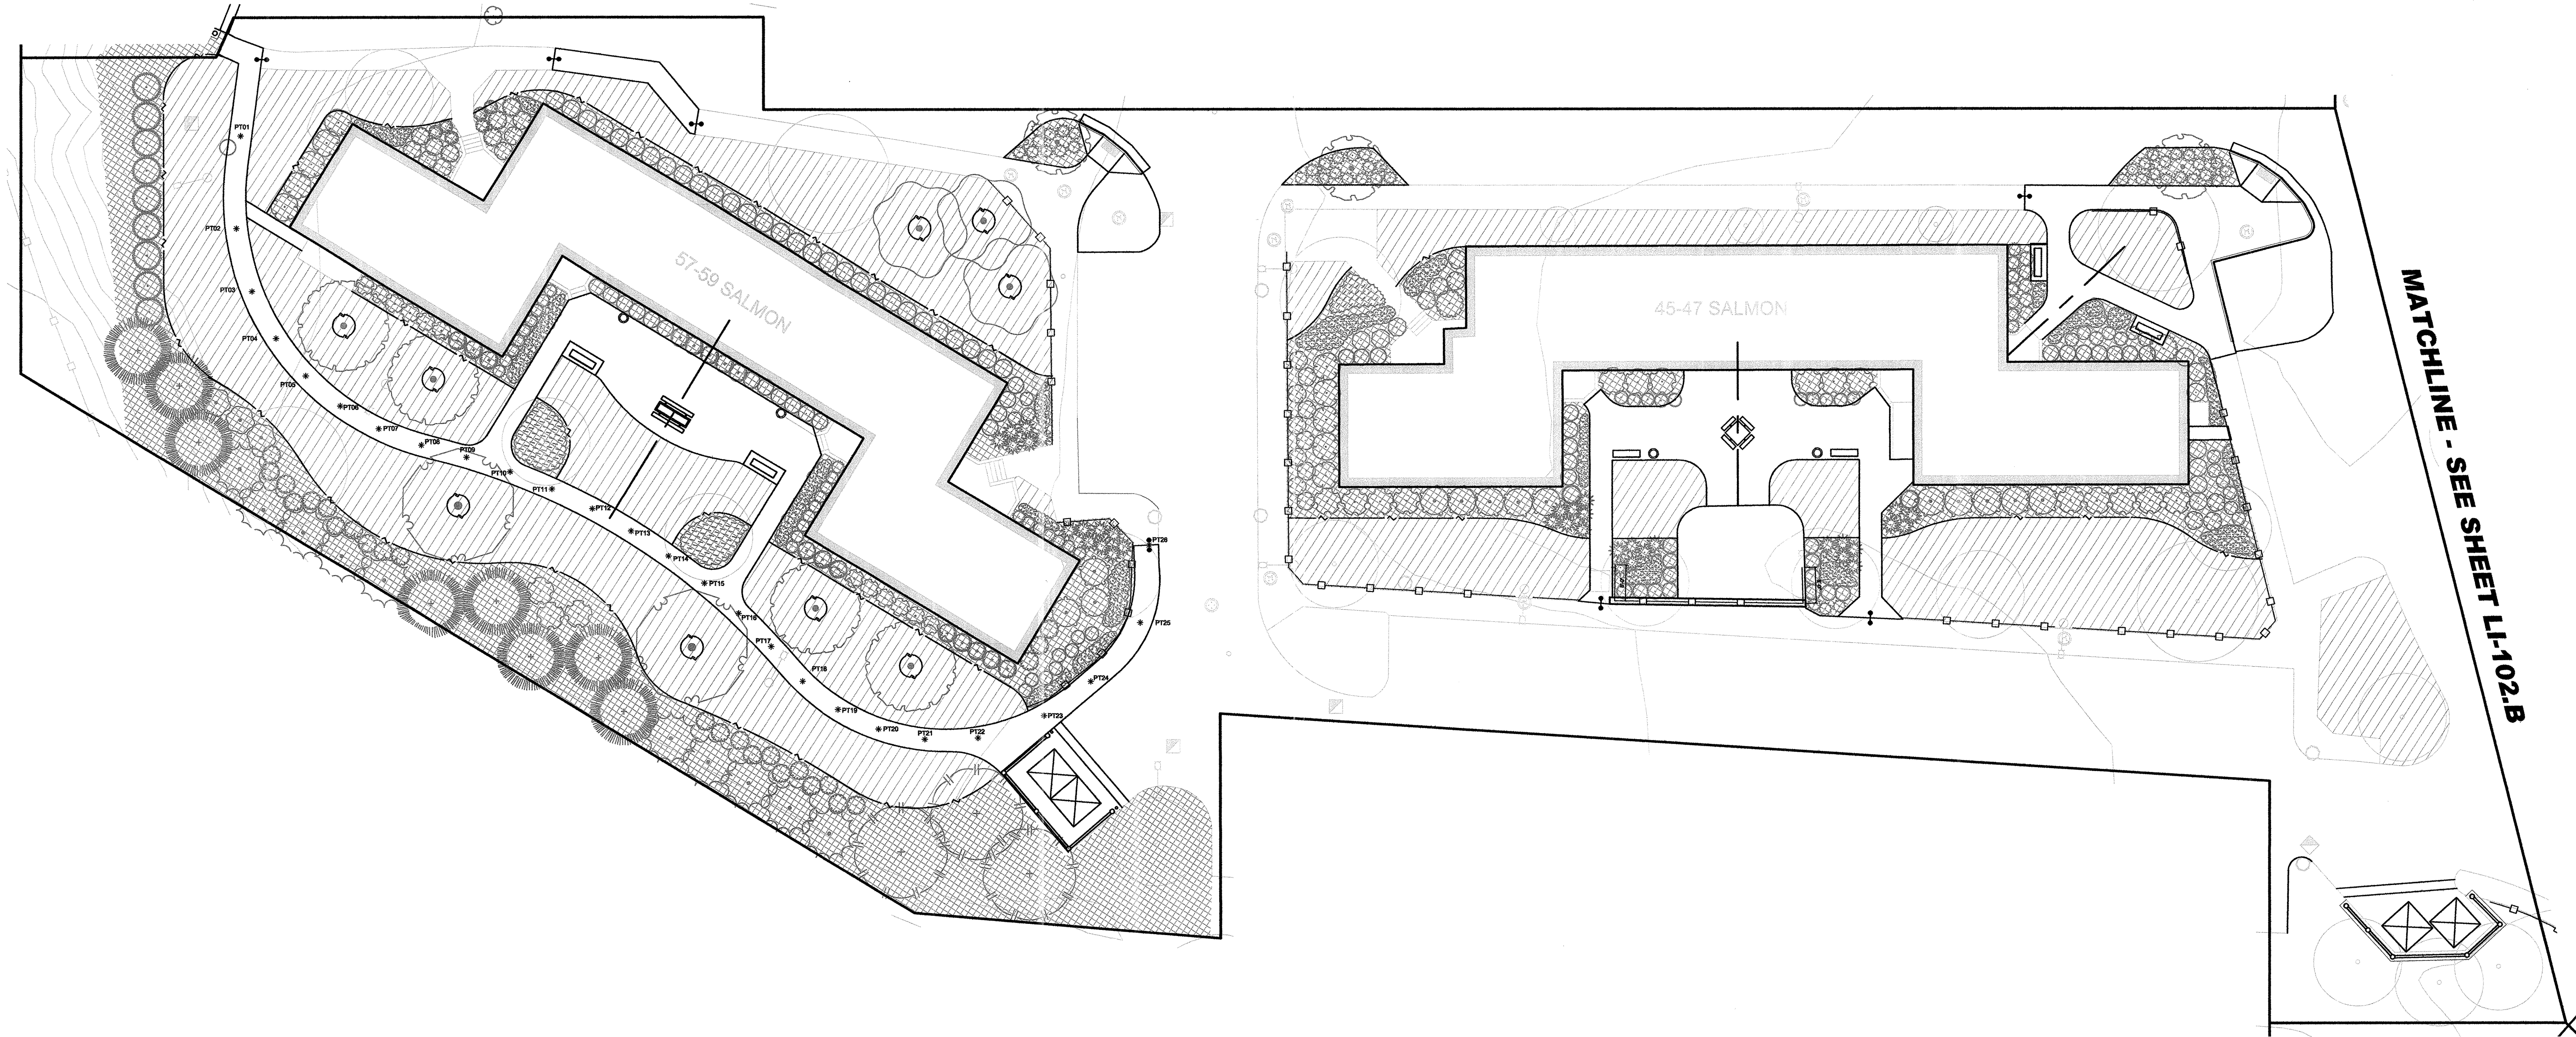 PT01
PT02
PT03
PT04
PT05
PT06
PT07
PT08
PT09
PT10
PT11
PT12
PT13
PT14
PT15
PT16
PT17
PT18
PT19
PT20
PT21
PT22
PT23
PT24
PT25
PT26
57-59 SALMON
45-47 SALMON
MATCHLINE - SEE SHEET LI-102.B